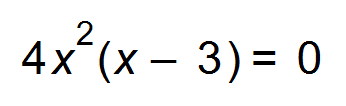 4x²(x – 3) = 0